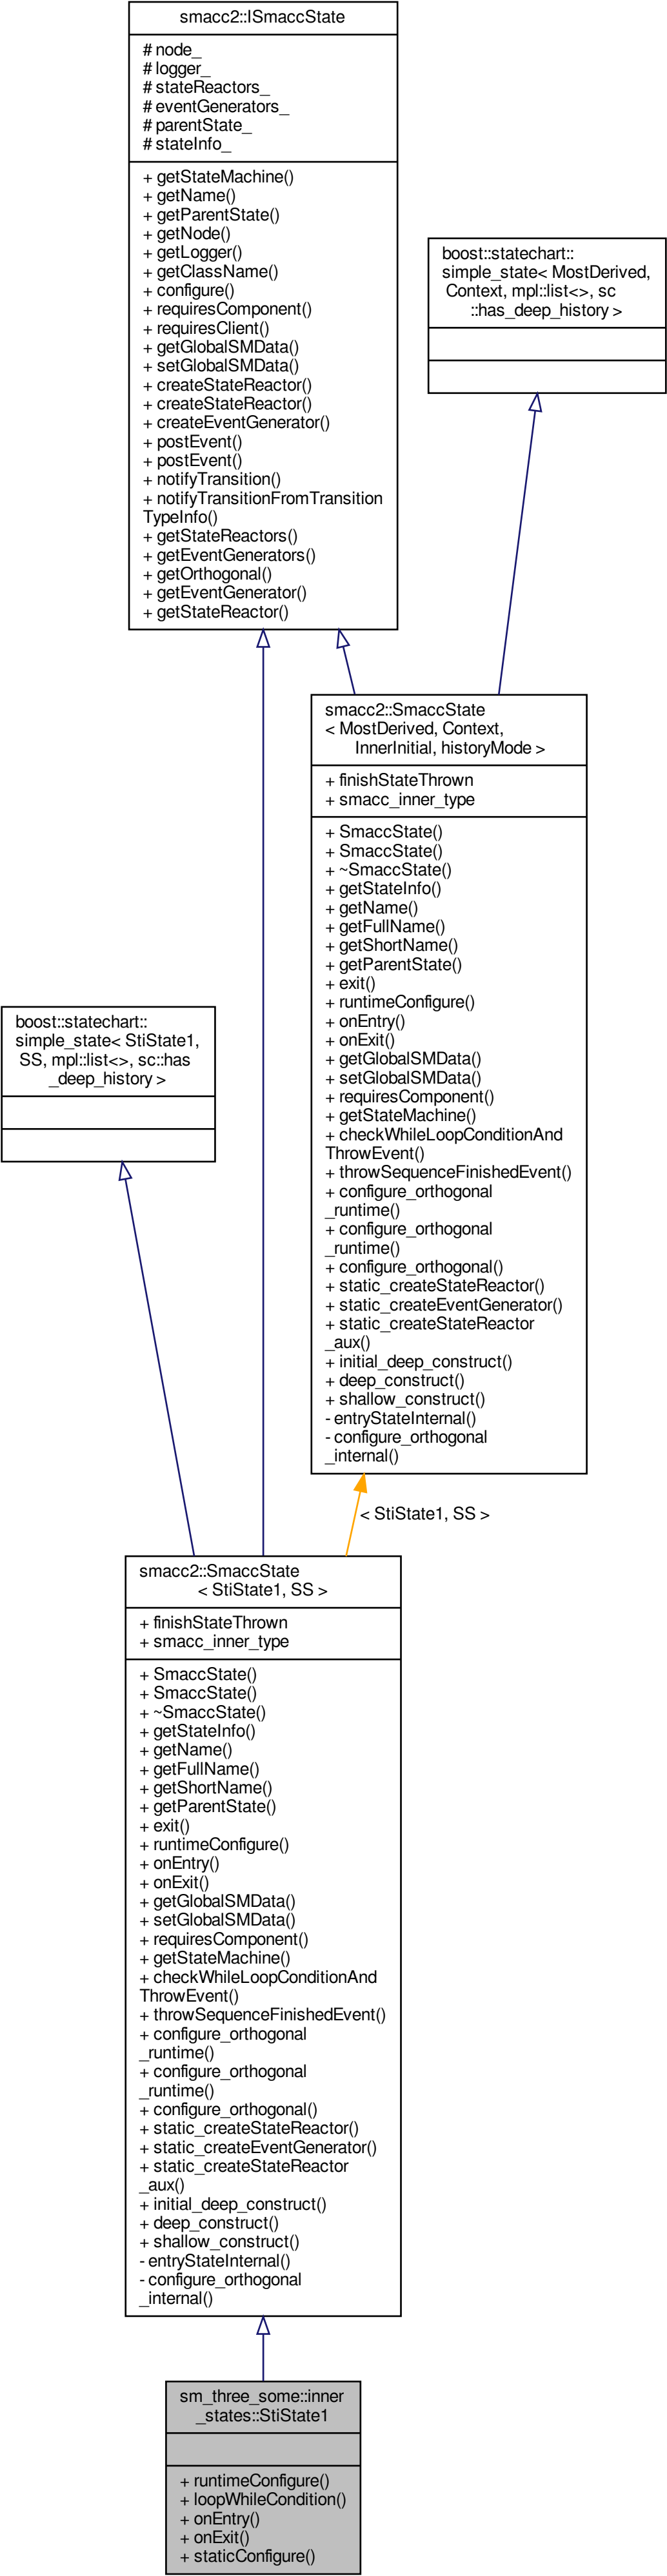 smacc2::ISmaccState
# node_
# logger_
# stateReactors_
# eventGenerators_
# parentState_
# stateInfo_
+ getStateMachine()
+ getName()
+ getParentState()
+ getNode()
+ getLogger()
+ getClassName()
+ configure()
+ requiresComponent()
+ requiresClient()
+ getGlobalSMData()
+ setGlobalSMData()
+ createStateReactor()
+ createStateReactor()
+ createEventGenerator()
+ postEvent()
+ postEvent()
+ notifyTransition()
+ notifyTransitionFromTransition
TypeInfo()
+ getStateReactors()
+ getEventGenerators()
+ getOrthogonal()
+ getEventGenerator()
+ getStateReactor()
boost::statechart::
simple_state< MostDerived,
Context, mpl::list<>, sc
::has_deep_history >
smacc2::SmaccState
< MostDerived, Context,
InnerInitial, historyMode >
+ finishStateThrown
+ smacc_inner_type
+ SmaccState()
+ SmaccState()
+ ~SmaccState()
+ getStateInfo()
+ getName()
+ getFullName()
+ getShortName()
+ getParentState()
+ exit()
+ runtimeConfigure()
+ onEntry()
+ onExit()
+ getGlobalSMData()
+ setGlobalSMData()
+ requiresComponent()
+ getStateMachine()
+ checkWhileLoopConditionAnd
ThrowEvent()
+ throwSequenceFinishedEvent()
+ configure_orthogonal
_runtime()
+ configure_orthogonal
_runtime()
+ configure_orthogonal()
+ static_createStateReactor()
+ static_createEventGenerator()
+ static_createStateReactor
_aux()
+ initial_deep_construct()
+ deep_construct()
+ shallow_construct()
- entryStateInternal()
- configure_orthogonal
_internal()
boost::statechart::
simple_state< StiState1,
SS, mpl::list<>, sc::has
_deep_history >
< StiState1, SS >
smacc2::SmaccState
< StiState1, SS >
+ finishStateThrown
+ smacc_inner_type
+ SmaccState()
+ SmaccState()
+ ~SmaccState()
+ getStateInfo()
+ getName()
+ getFullName()
+ getShortName()
+ getParentState()
+ exit()
+ runtimeConfigure()
+ onEntry()
+ onExit()
+ getGlobalSMData()
+ setGlobalSMData()
+ requiresComponent()
+ getStateMachine()
+ checkWhileLoopConditionAnd
ThrowEvent()
+ throwSequenceFinishedEvent()
+ configure_orthogonal
_runtime()
+ configure_orthogonal
_runtime()
+ configure_orthogonal()
+ static_createStateReactor()
+ static_createEventGenerator()
+ static_createStateReactor
_aux()
+ initial_deep_construct()
+ deep_construct()
+ shallow_construct()
- entryStateInternal()
- configure_orthogonal
_internal()
sm_three_some::inner
_states::StiState1
+ runtimeConfigure()
+ loopWhileCondition()
+ onEntry()
+ onExit()
+ staticConfigure()